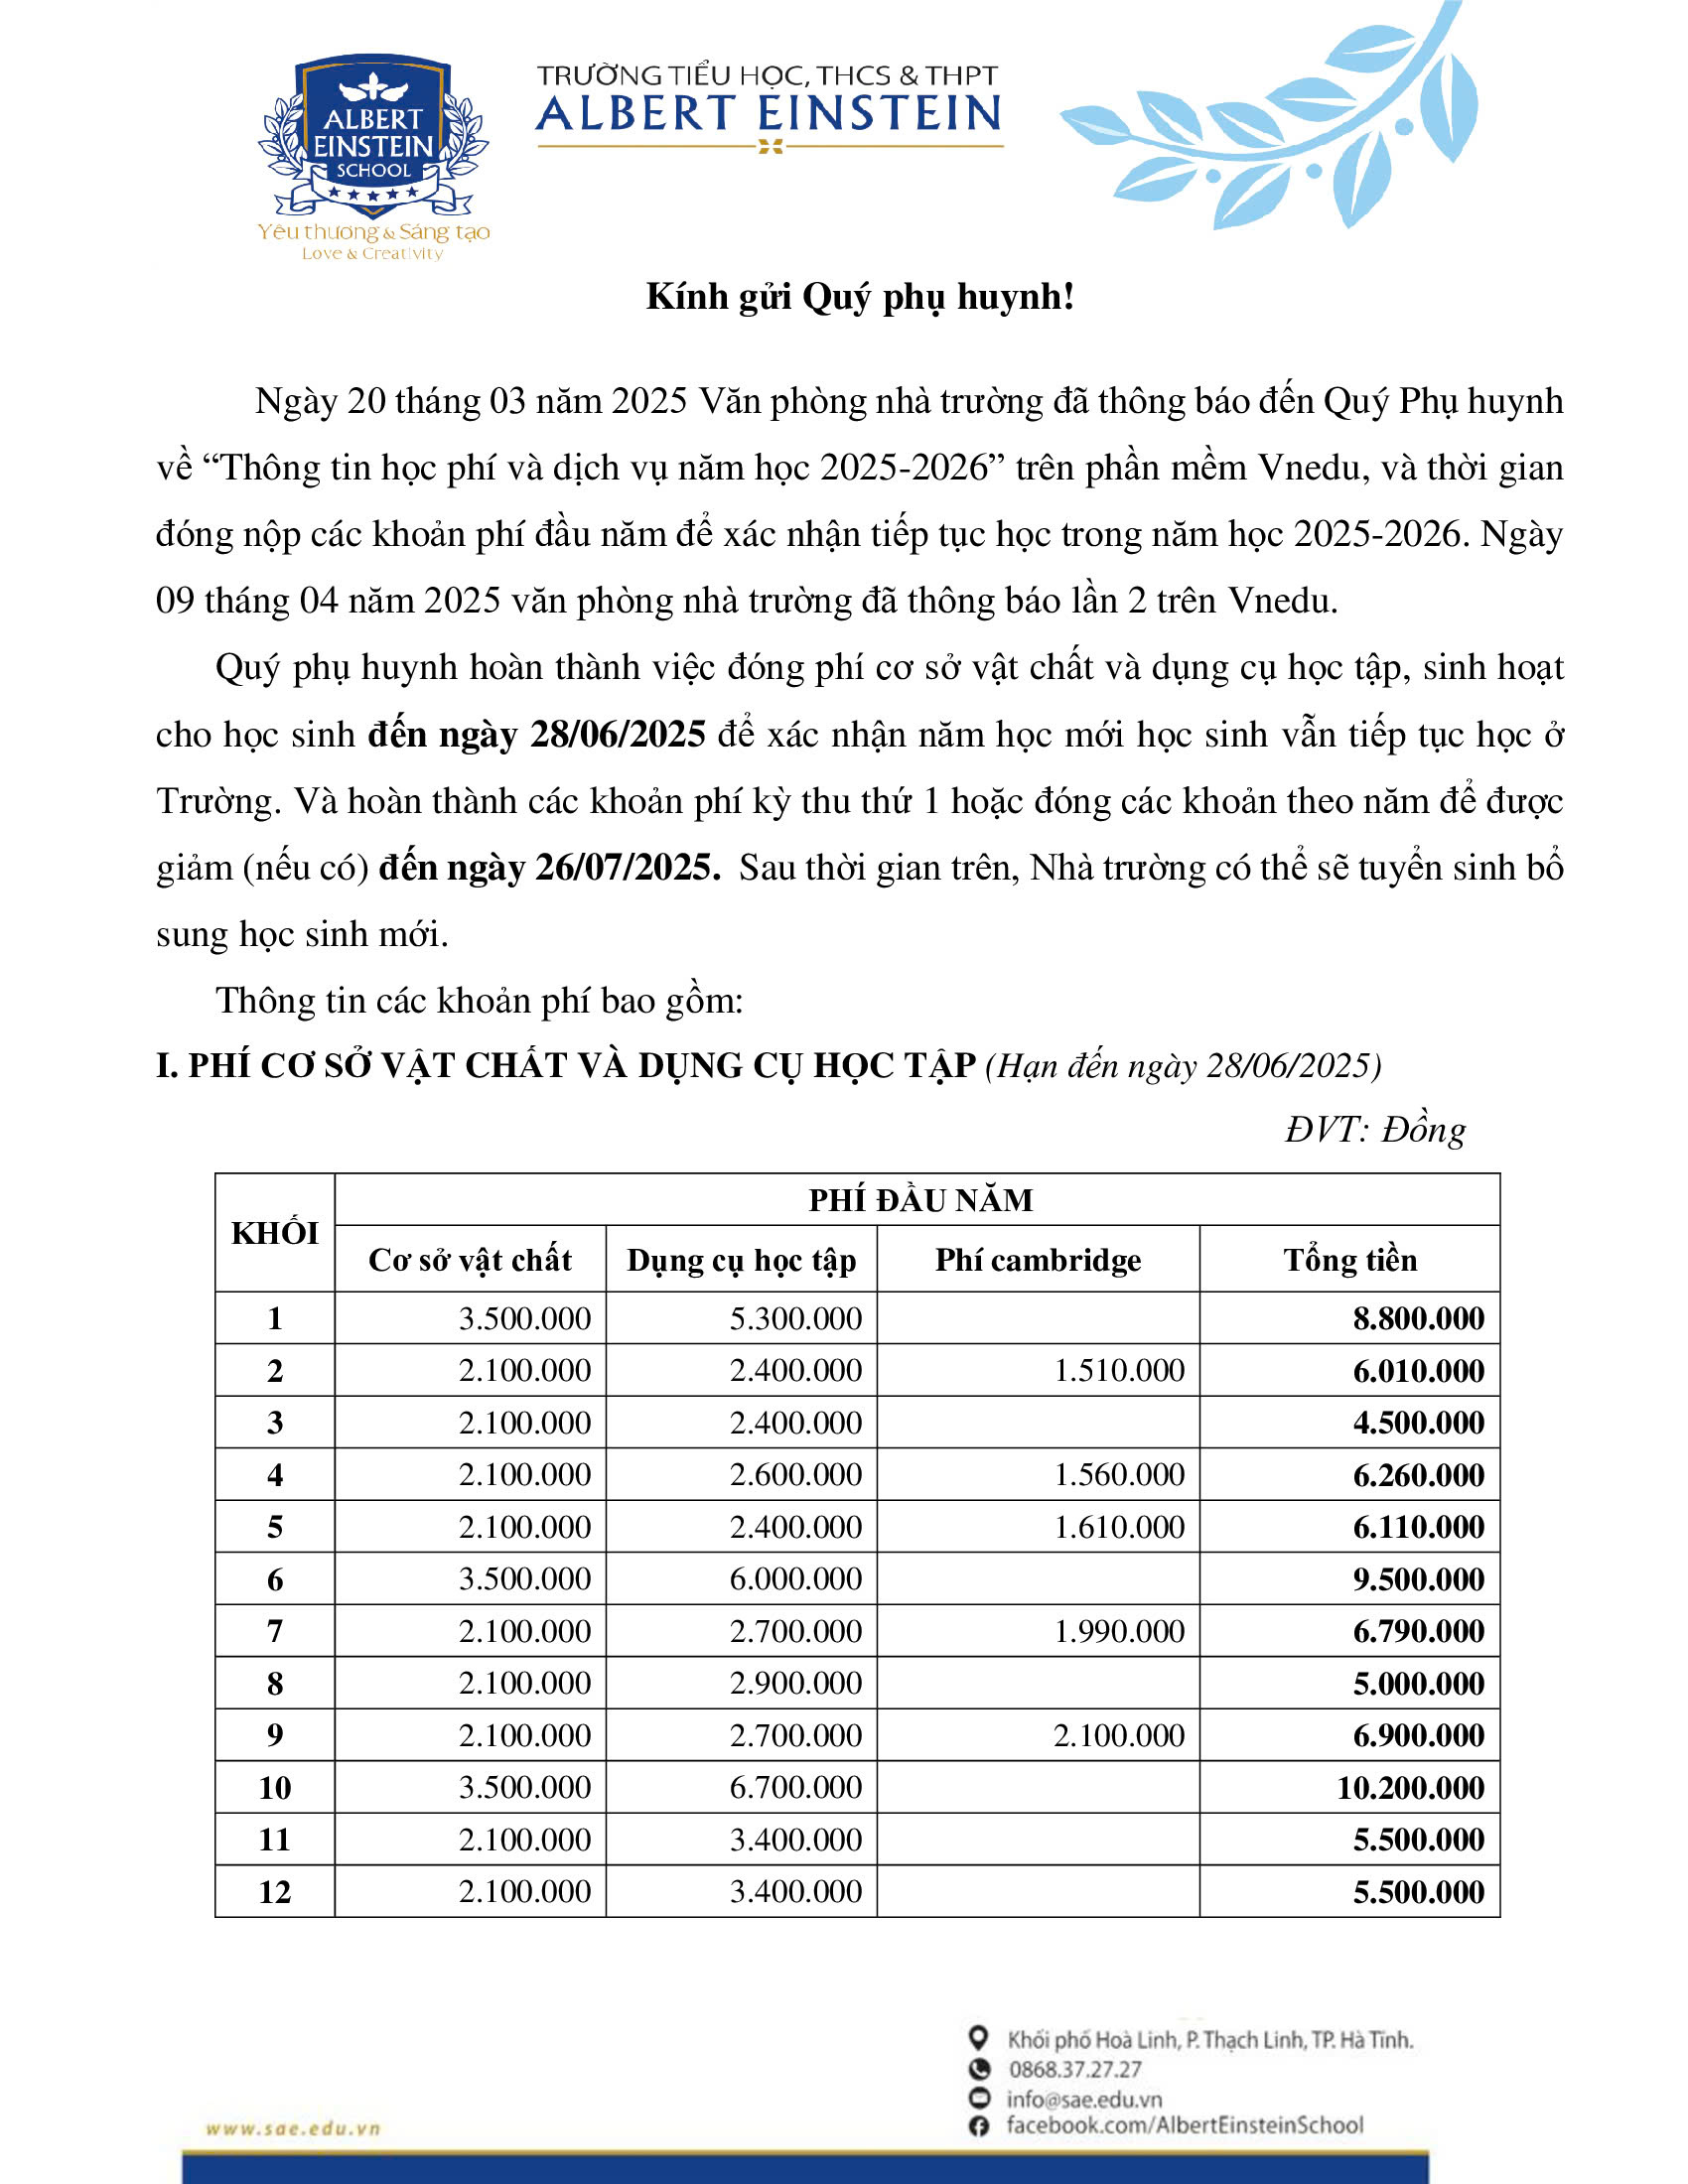 ALBERT
EINSTEIN
SCHOOL
Yêu thương & Sáng tạo
Love & Creativity
TRƯỜNG TIỂU HỌC, THCS & THPT
ALBERT EINSTEIN
Kính gửi Quý phụ huynh!
Ngày 20 tháng 03 năm 2025 Văn phòng nhà trường đã thông báo đến Quý Phụ huynh
về “Thông tin học phí và dịch vụ năm học 2025-2026” trên phần mềm Vnedu, và thời gian
đóng nộp các khoản phí đầu năm để xác nhận tiếp tục học trong năm học 2025-2026. Ngày
09 tháng 04 năm 2025 văn phòng nhà trường đã thông báo lần 2 trên Vnedu.
Quý phụ huynh hoàn thành việc đóng phí cơ sở vật chất và dụng cụ học tập, sinh hoạt
cho học sinh đến ngày 28/06/2025 để xác nhận năm học mới học sinh vẫn tiếp tục học ở
Trường. Và hoàn thành các khoản phí kỳ thu thứ 1 hoặc đóng các khoản theo năm để được
giảm (nếu có) đến ngày 26/07/2025. Sau thời gian trên, Nhà trường có thể sẽ tuyển sinh bổ
sung học sinh mới.
Thông tin các khoản phí bao gồm:
I. PHÍ CƠ SỞ VẬT CHẤT VÀ DỤNG CỤ HỌC TẬP (Hạn đến ngày 28/06/2025)
ĐVT: Đồng
KHỐI PHÍ ĐẦU NĂM
Cơ sở vật chất Dụng cụ học tập Phí cambridge Tổng tiền
1 3.500.000 5.300.000 8.800.000
2 2.100.000 2.400.000 1.510.000 6.010.000
3 2.100.000 2.400.000 4.500.000
4 2.100.000 2.600.000 1.560.000 6.260.000
5 2.100.000 2.400.000 1.610.000 6.110.000
6 3.500.000 6.000.000 9.500.000
7 2.100.000 2.700.000 1.990.000 6.790.000
8 2.100.000 2.900.000 5.000.000
9 2.100.000 2.700.000 2.100.000 6.900.000
10 3.500.000 6.700.000 10.200.000
11 2.100.000 3.400.000 5.500.000
12 2.100.000 3.400.000 5.500.000
Khối phố Hoà Linh, P. Thạch Linh, TP. Hà Tĩnh.
0868.37.27.27
info@sae.edu.vn
facebook.com/AlbertEinsteinSchool
www.sae.edu.vn